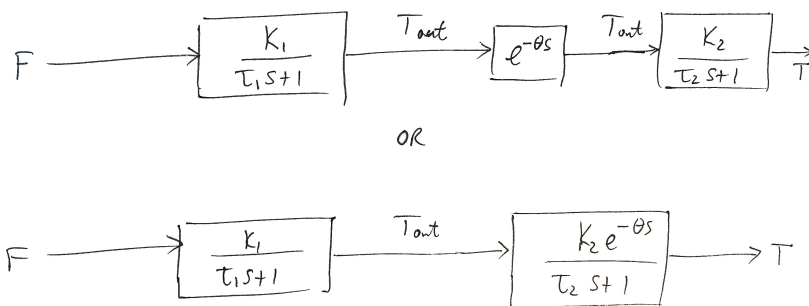 F
K₁
T_out
T_out
K₂
τ₁s+1
e^-θs
τ₂s+1
T
OR
F
K₁
T_out
K₂e^-θs
T
τ₁s+1
τ₂ s+1